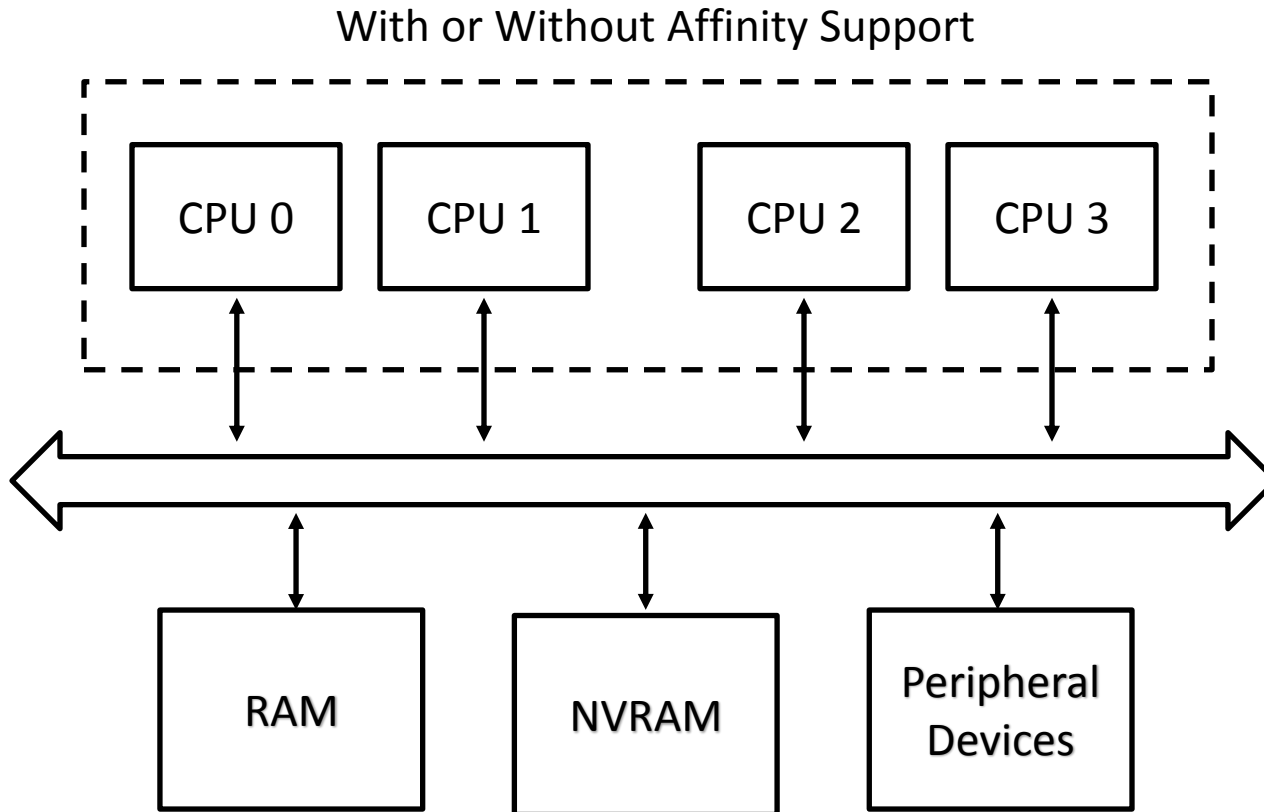 With or Without Affinity Support
CPU 0
CPU 1
CPU 2
CPU 3
RAM
NVRAM
Peripheral
Devices